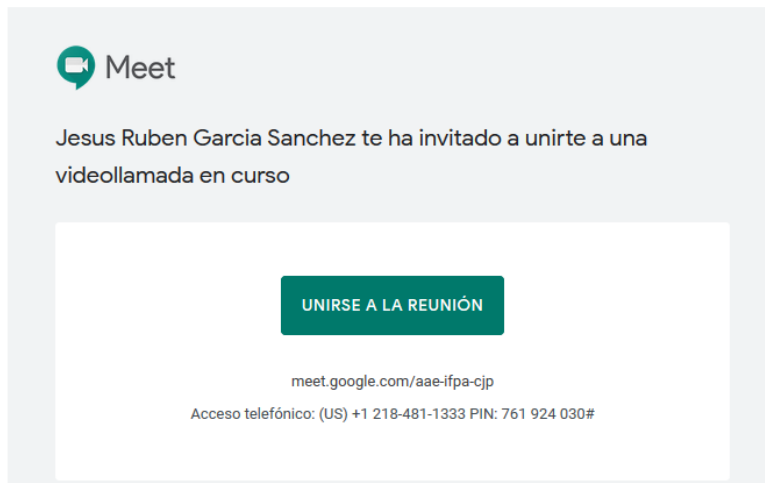 Meet
Jesus Ruben Garcia Sanchez te ha invitado a unirte a una
videollamada en curso
UNIRSE A LA REUNIÓN
meet.google.com/aae-ifpa-cjp
Acceso telefónico: (US) +1 218-481-1333 PIN: 761 924 030#